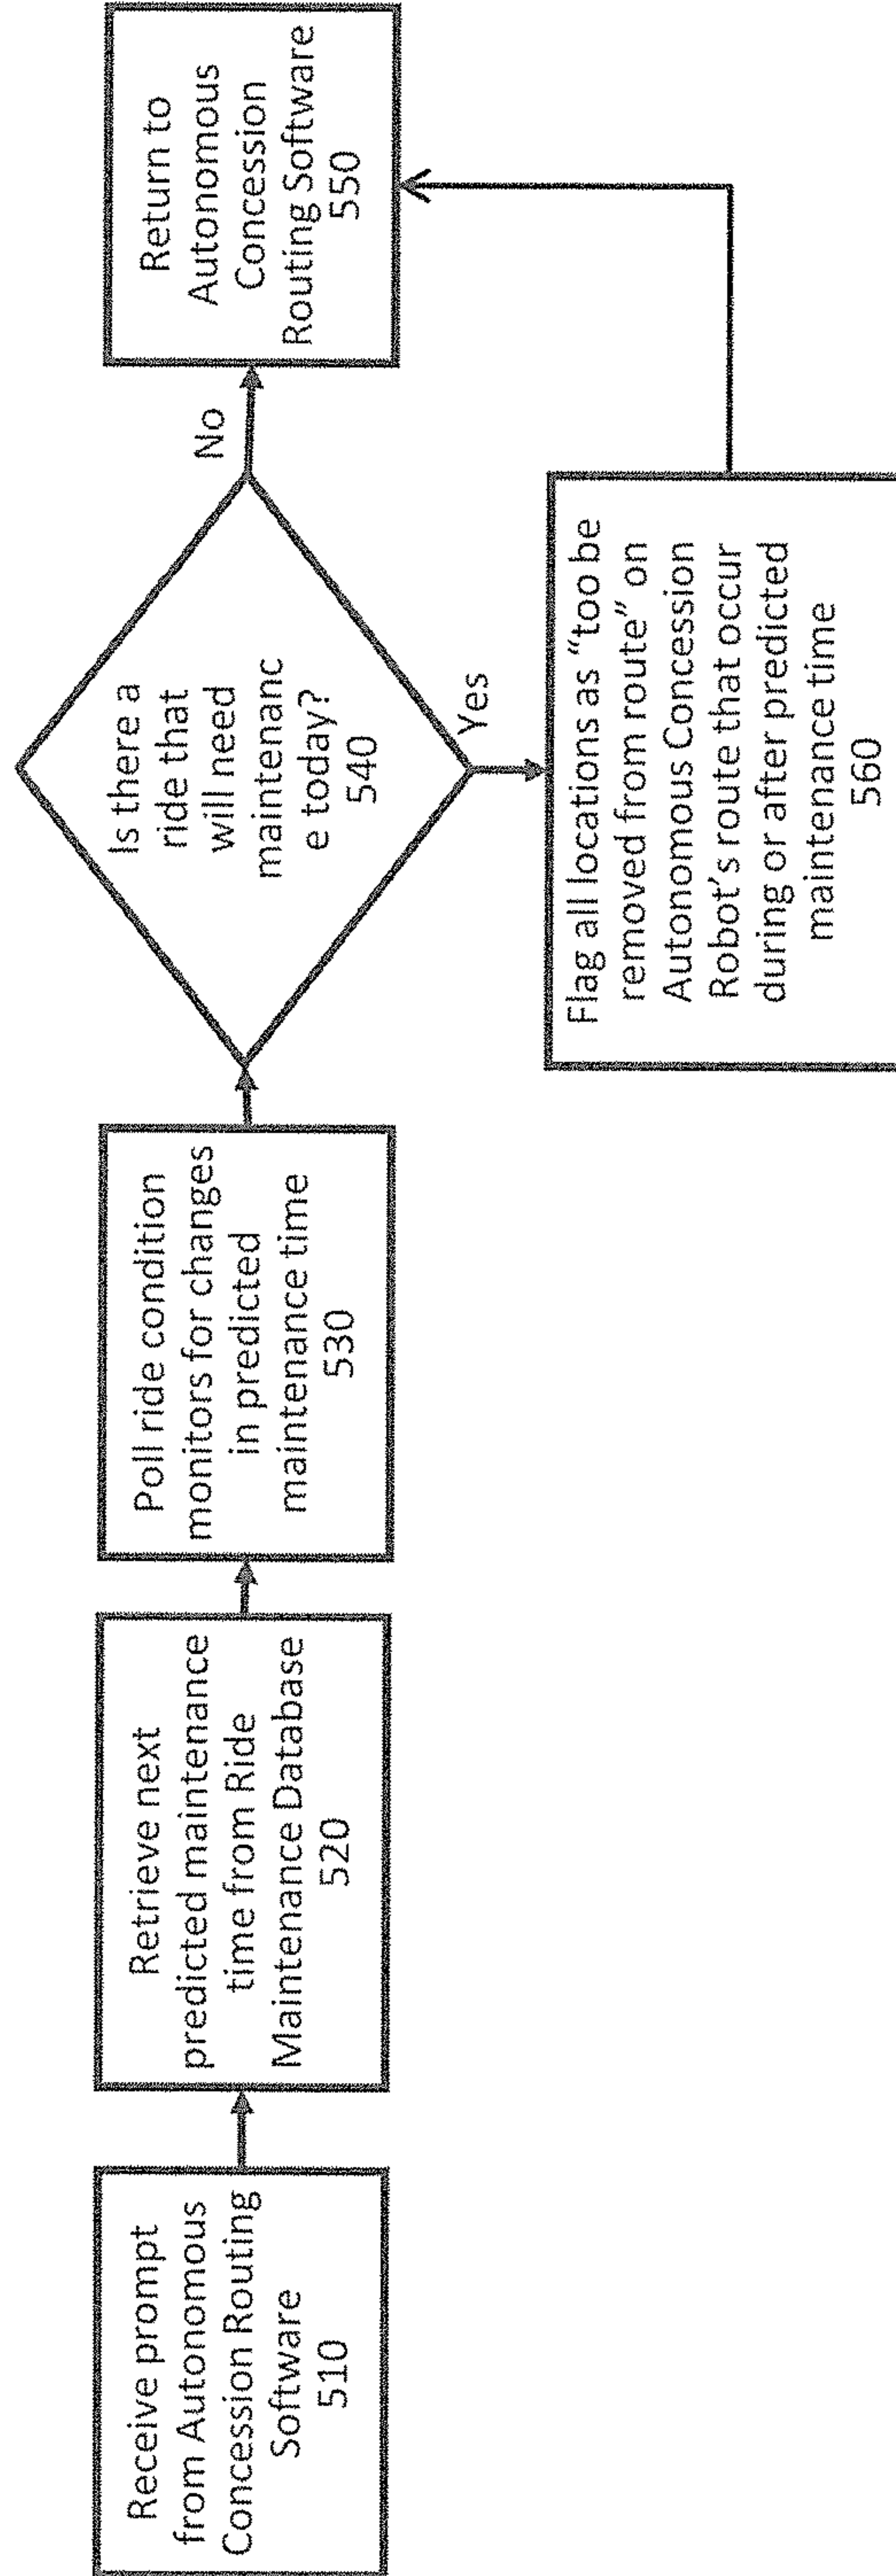 Receive prompt
from Autonomous
Concession Routing
Software
510
Retrieve next
predicted maintenance
time from Ride
Maintenance Database
520
Poll ride condition
monitors for changes
in predicted
maintenance time
530
Is there a
ride that
will need
maintenanc
e today?
540
No
Yes
Return to
Autonomous
Concession
Routing Software
550
Flag all locations as “too be
removed from route” on
Autonomous Concession
Robot’s route that occur
during or after predicted
maintenance time
560